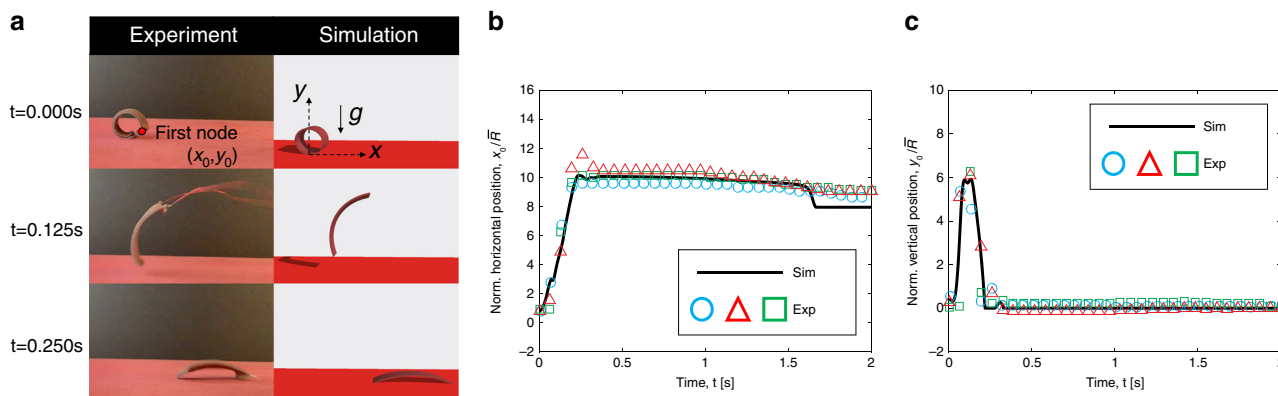 a
Experiment Simulation
t=0.000s
First node
(x0,y0)
y
g
x
t=0.125s
t=0.250s
b
Norm. horizontal position, x0/R̅
16
14
12
10
8
6
4
2
0
−2
0 0.5 1 1.5 2
Time, t [s]
Sim
Exp
c
Norm. vertical position, y0/R̅
10
8
6
4
2
0
−2
0 0.5 1 1.5 2
Time, t [s]
Sim
Exp